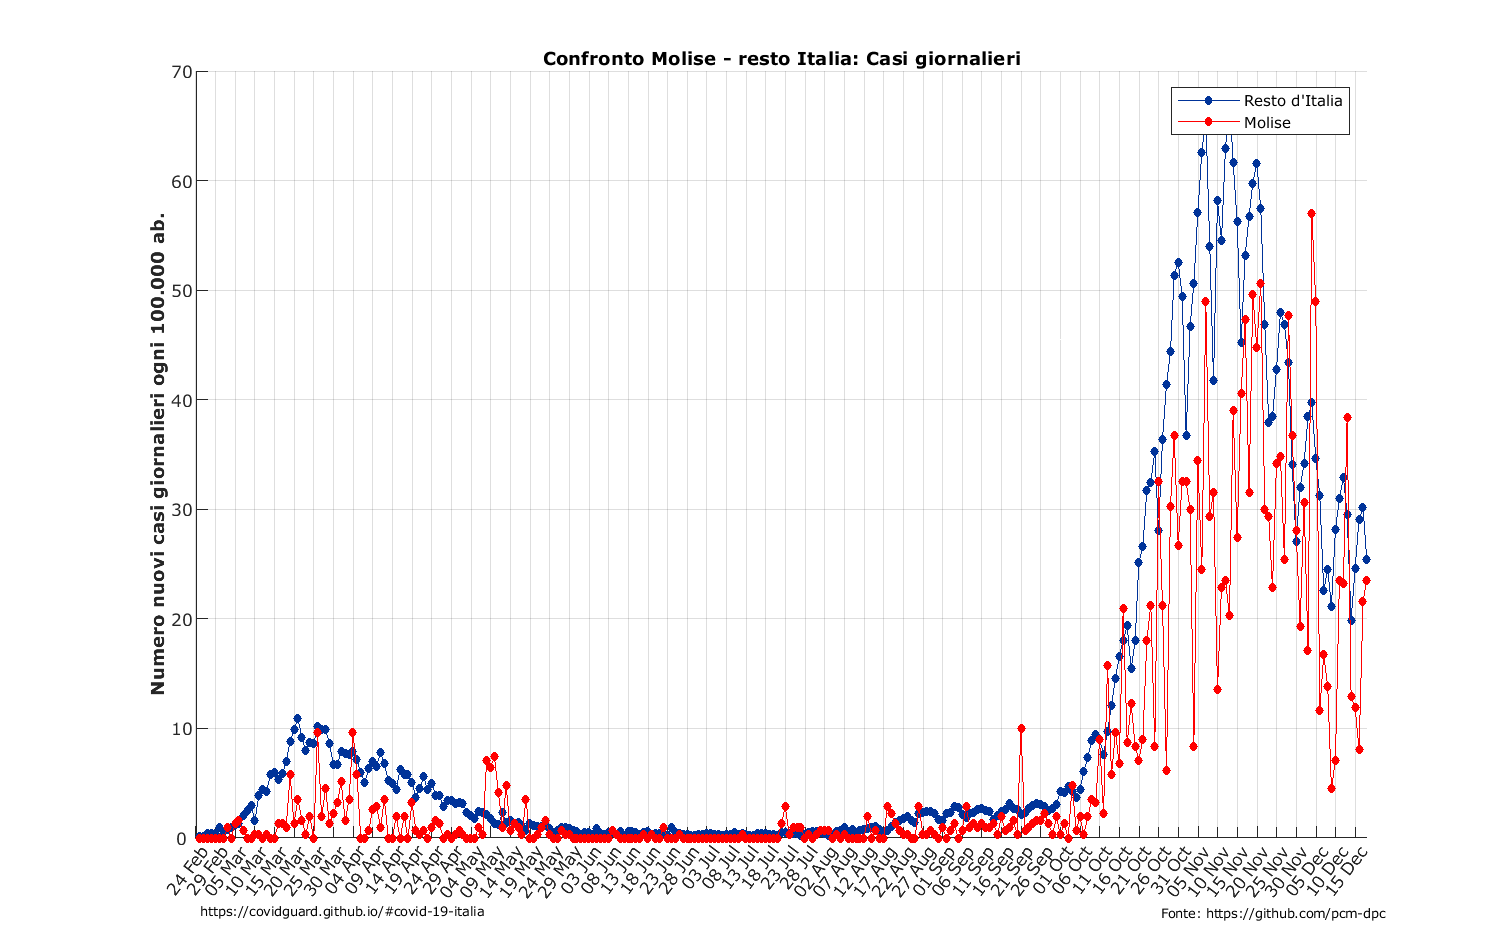 Confronto Molise - resto Italia: Casi giornalieri
Resto d'Italia
Molise
Numero nuovi casi giornalieri ogni 100.000 ab.
70
60
50
40
30
20
10
0
24 Feb
29 Feb
05 Mar
10 Mar
15 Mar
20 Mar
25 Mar
30 Mar
04 Apr
09 Apr
14 Apr
19 Apr
24 Apr
29 Apr
04 May
09 May
14 May
19 May
24 May
29 May
03 Jun
08 Jun
13 Jun
18 Jun
23 Jun
28 Jun
03 Jul
08 Jul
13 Jul
18 Jul
23 Jul
28 Jul
02 Aug
07 Aug
12 Aug
17 Aug
22 Aug
27 Aug
01 Sep
06 Sep
11 Sep
16 Sep
21 Sep
26 Sep
01 Oct
06 Oct
11 Oct
16 Oct
21 Oct
26 Oct
31 Oct
05 Nov
10 Nov
15 Nov
20 Nov
25 Nov
30 Nov
05 Dec
10 Dec
15 Dec
https://covidguard.github.io/#covid-19-italia
Fonte: https://github.com/pcm-dpc